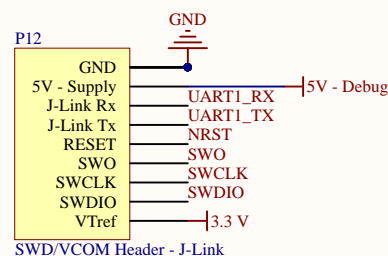 GND
P12
GND
5V - Supply
5V - Debug
J-Link Rx
UART1_RX
J-Link Tx
UART1_TX
RESET
NRST
SWO
SWO
SWCLK
SWCLK
SWDIO
SWDIO
VTref
3.3 V
SWD/VCOM Header - J-Link